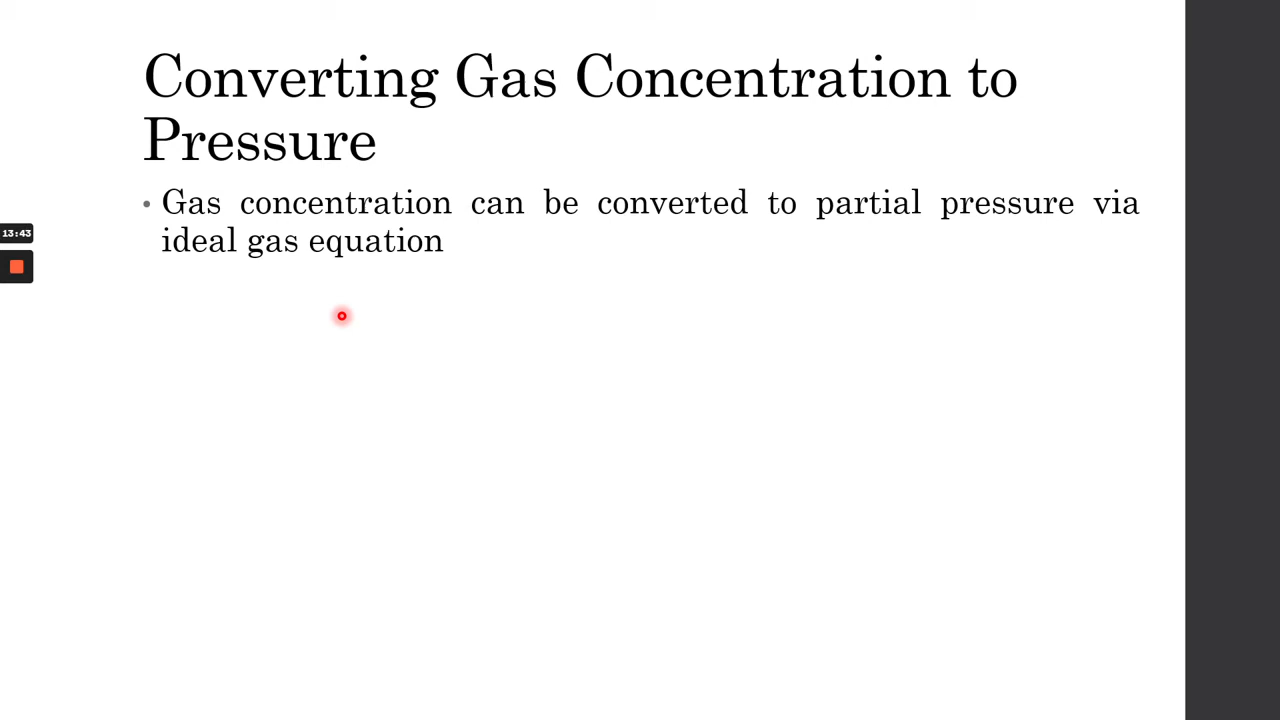 Converting Gas Concentration to
Pressure
• Gas concentration can be converted to partial pressure via
ideal gas equation
13:43